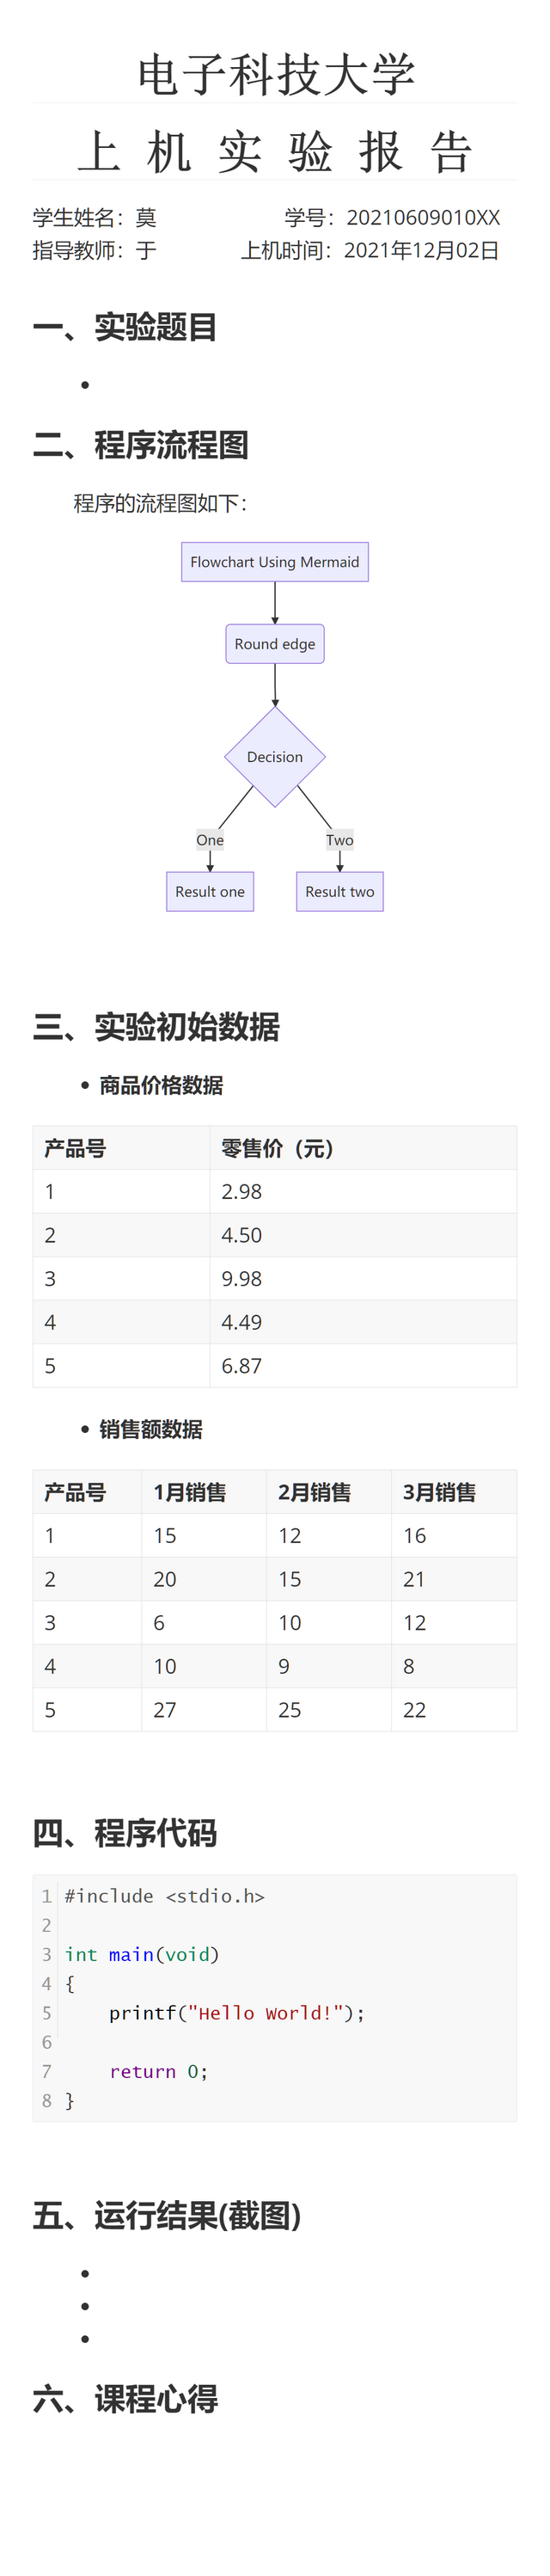 电子科技大学
上 机 实 验 报 告
学生姓名：莫 学号：20210609010XX
指导教师：于 上机时间：2021年12月02日
一、实验题目
•
二、程序流程图
程序的流程图如下：
Flowchart Using Mermaid
Round edge
Decision
One Two
Result one Result two
三、实验初始数据
• 商品价格数据
产品号 零售价（元）
1 2.98
2 4.50
3 9.98
4 4.49
5 6.87
• 销售额数据
产品号 1月销售 2月销售 3月销售
1 15 12 16
2 20 15 21
3 6 10 12
4 10 9 8
5 27 25 22
四、程序代码
1 #include <stdio.h>
2
3 int main(void)
4 {
5     printf("Hello World!");
6
7     return 0;
8 }
五、运行结果(截图)
•
•
•
六、课程心得